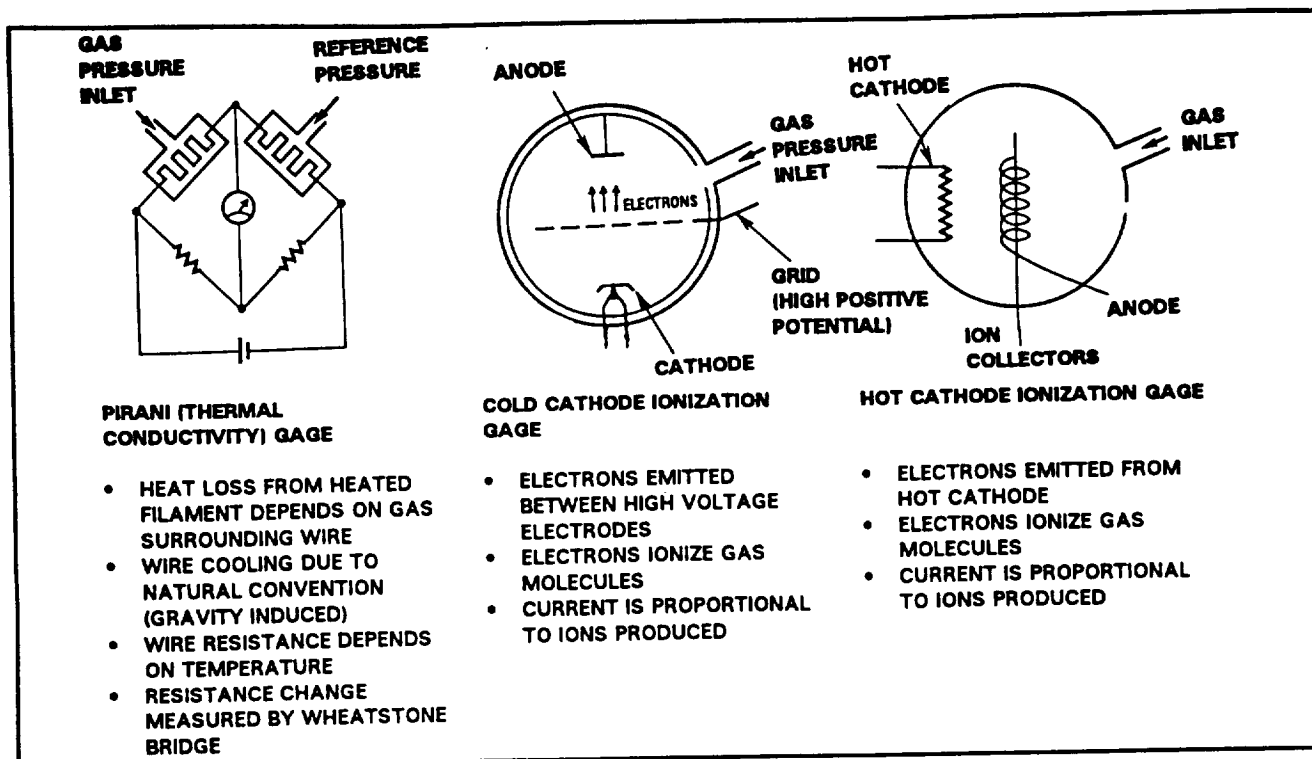 GAS
PRESSURE
INLET
REFERENCE
PRESSURE
ANODE
GAS
PRESSURE
INLET
ELECTRONS
GRID
(HIGH POSITIVE
POTENTIAL)
CATHODE
HOT
CATHODE
GAS
INLET
ANODE
ION
COLLECTORS
PIRANI (THERMAL
CONDUCTIVITY) GAGE
• HEAT LOSS FROM HEATED
FILAMENT DEPENDS ON GAS
SURROUNDING WIRE
• WIRE COOLING DUE TO
NATURAL CONVENTION
(GRAVITY INDUCED)
• WIRE RESISTANCE DEPENDS
ON TEMPERATURE
• RESISTANCE CHANGE
MEASURED BY WHEATSTONE
BRIDGE
COLD CATHODE IONIZATION
GAGE
• ELECTRONS EMITTED
BETWEEN HIGH VOLTAGE
ELECTRODES
• ELECTRONS IONIZE GAS
MOLECULES
• CURRENT IS PROPORTIONAL
TO IONS PRODUCED
HOT CATHODE IONIZATION GAGE
• ELECTRONS EMITTED FROM
HOT CATHODE
• ELECTRONS IONIZE GAS
MOLECULES
• CURRENT IS PROPORTIONAL
TO IONS PRODUCED